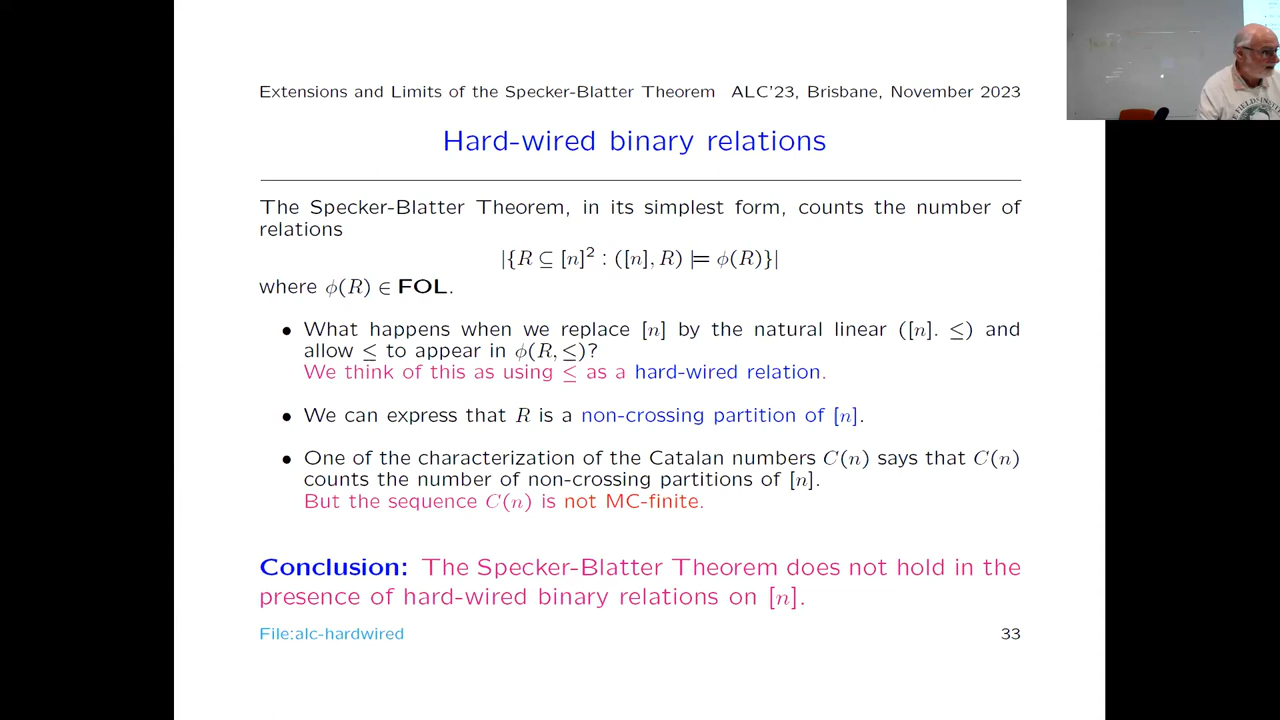 Extensions and Limits of the Specker-Blatter Theorem ALC'23, Brisbane, November 2023
Hard-wired binary relations
The Specker-Blatter Theorem, in its simplest form, counts the number of
relations
|{R ⊆ [n]² : ([n], R) ⊨ φ(R)}|
where φ(R) ∈ FOL.
• What happens when we replace [n] by the natural linear ([n]. ≤) and
allow ≤ to appear in φ(R, ≤)?
We think of this as using ≤ as a hard-wired relation.
• We can express that R is a non-crossing partition of [n].
• One of the characterization of the Catalan numbers C(n) says that C(n)
counts the number of non-crossing partitions of [n].
But the sequence C(n) is not MC-finite.
Conclusion: The Specker-Blatter Theorem does not hold in the
presence of hard-wired binary relations on [n].
File:alc-hardwired 33